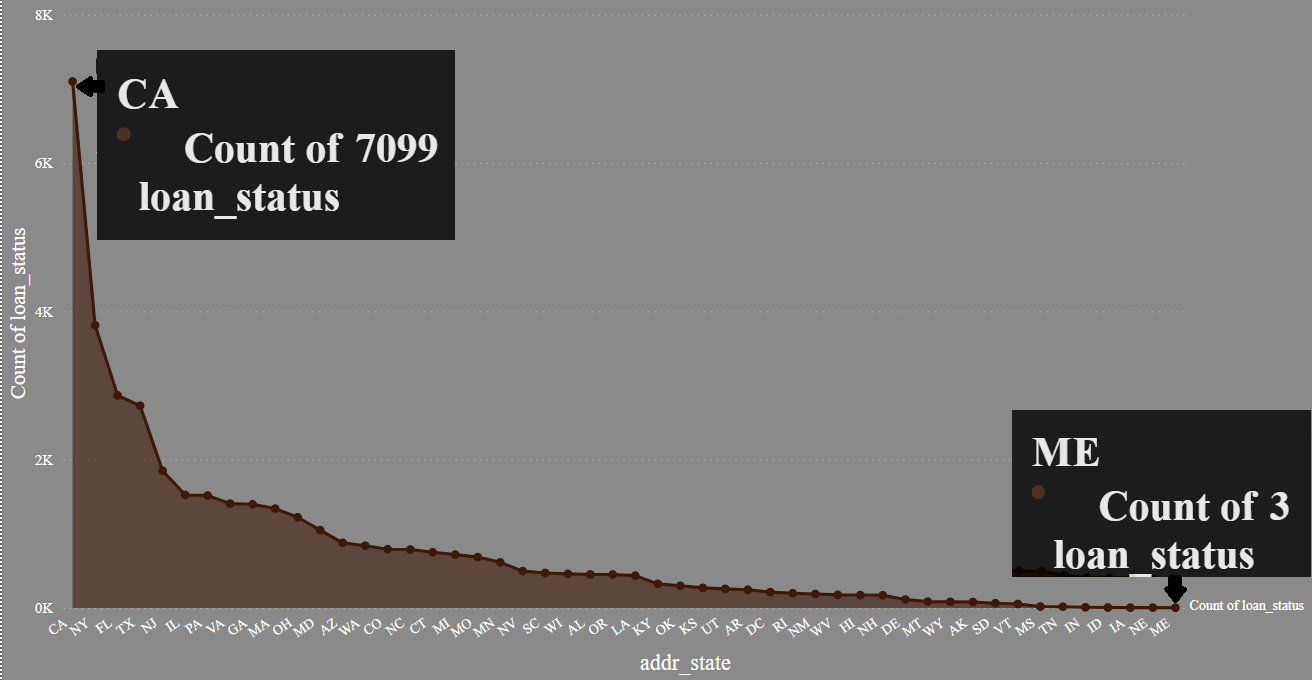 8K
CA
Count of 7099
loan_status
6K
4K
2K
0K
Count of loan_status
ME
Count of 3
loan_status
Count of loan_status
CA NY FL TX NJ IL PA VA GA MA OH MD AZ WA CO NC CT MI MO MN NV SC WI AL OR LA KY OK KS UT AR DC RI NM WV HI NH DE MT WY AK SD VT MS TN IN ID IA NE ME
addr_state